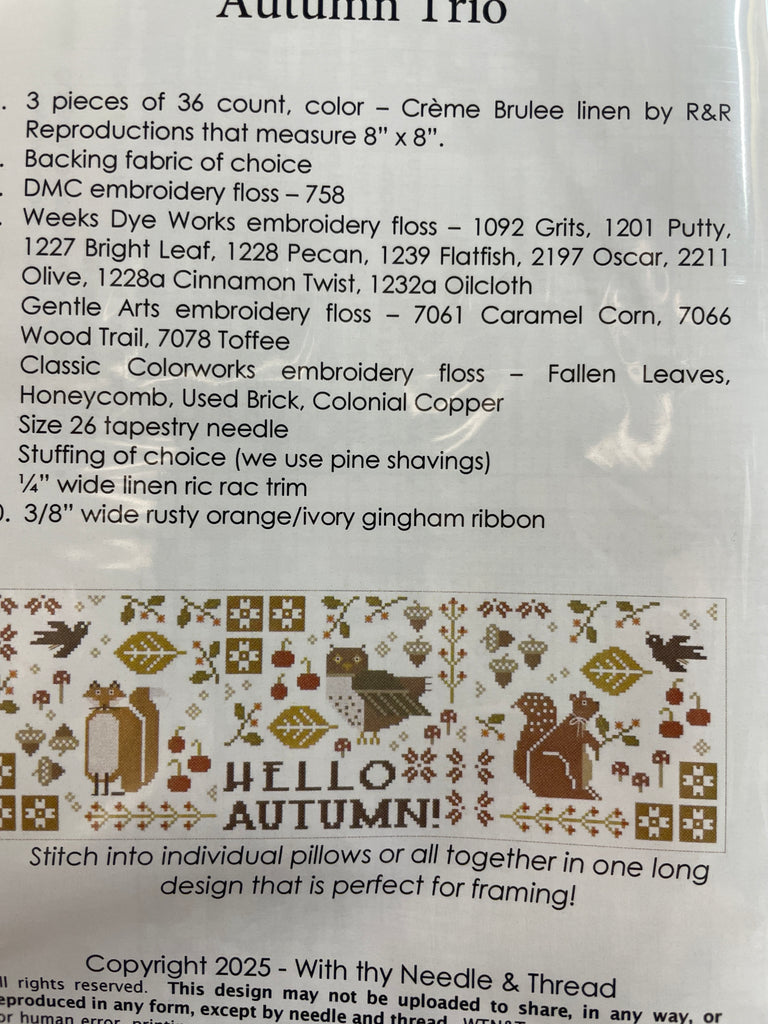 Autumn Trio
. 3 pieces of 36 count, color – Crème Brulee linen by R&R
Reproductions that measure 8” x 8”.
. Backing fabric of choice
. DMC embroidery floss – 758
. Weeks Dye Works embroidery floss – 1092 Grits, 1201 Putty,
1227 Bright Leaf, 1228 Pecan, 1239 Flatfish, 2197 Oscar, 2211
Olive, 1228a Cinnamon Twist, 1232a Oilcloth
Gentle Arts embroidery floss – 7061 Caramel Corn, 7066
Wood Trail, 7078 Toffee
Classic Colorworks embroidery floss – Fallen Leaves,
Honeycomb, Used Brick, Colonial Copper
Size 26 tapestry needle
Stuffing of choice (we use pine shavings)
¼” wide linen ric rac trim
0. 3/8” wide rusty orange/ivory gingham ribbon
HELLO
AUTUMN!
Stitch into individual pillows or all together in one long
design that is perfect for framing!
Copyright 2025 - With thy Needle & Thread
ll rights reserved. This design may not be uploaded to share, in any way, or
eproduced in any form, except by needle and thread.
or human error,